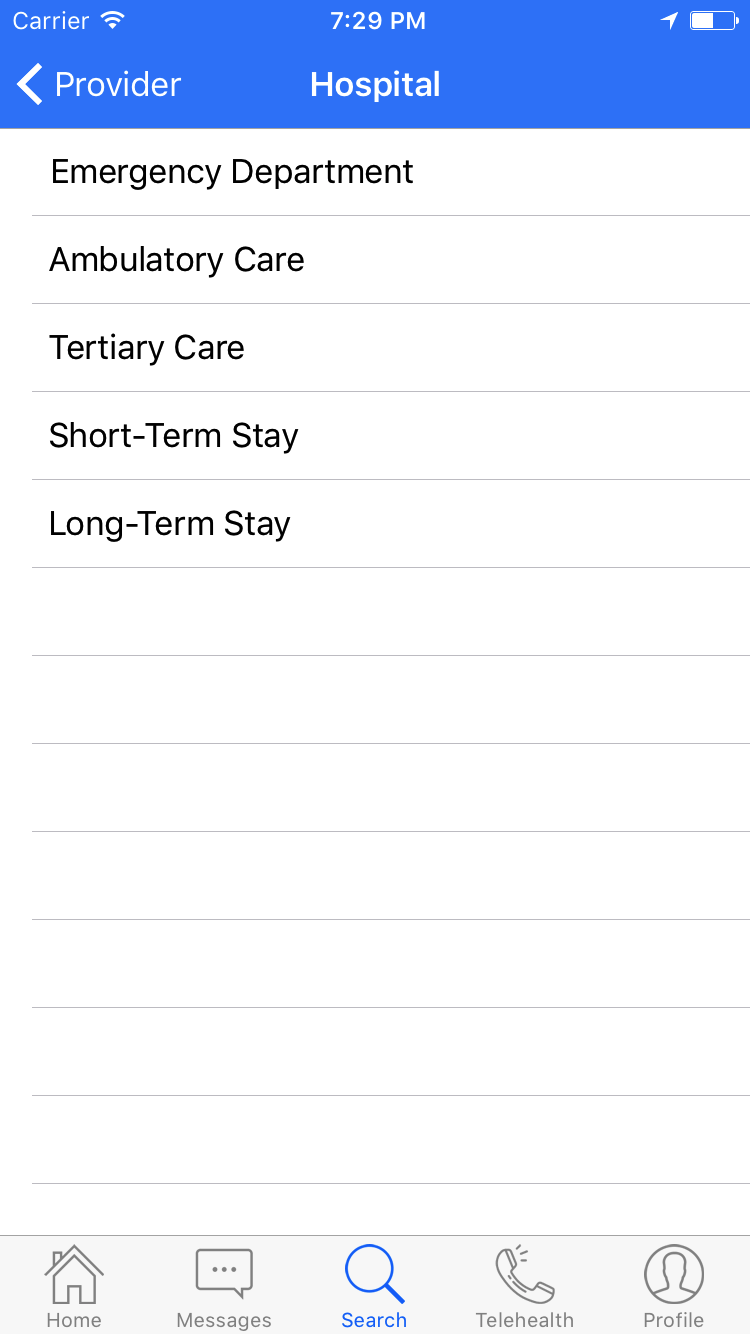 Carrier 7:29 PM
Provider Hospital
Emergency Department
Ambulatory Care
Tertiary Care
Short-Term Stay
Long-Term Stay
Home Messages Search Telehealth Profile